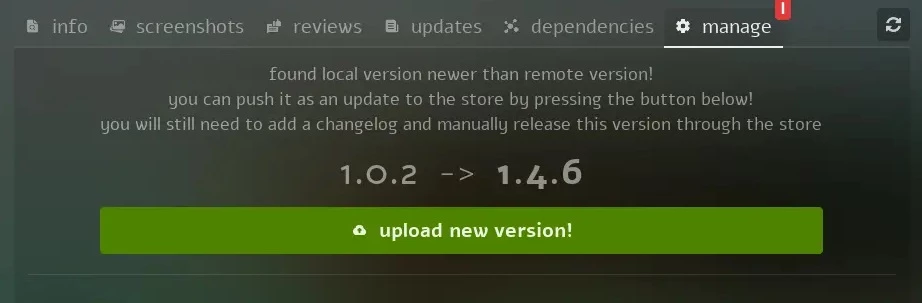 info screenshots reviews updates dependencies manage
found local version newer than remote version!
you can push it as an update to the store by pressing the button below!
you will still need to add a changelog and manually release this version through the store
1.0.2 -> 1.4.6
upload new version!